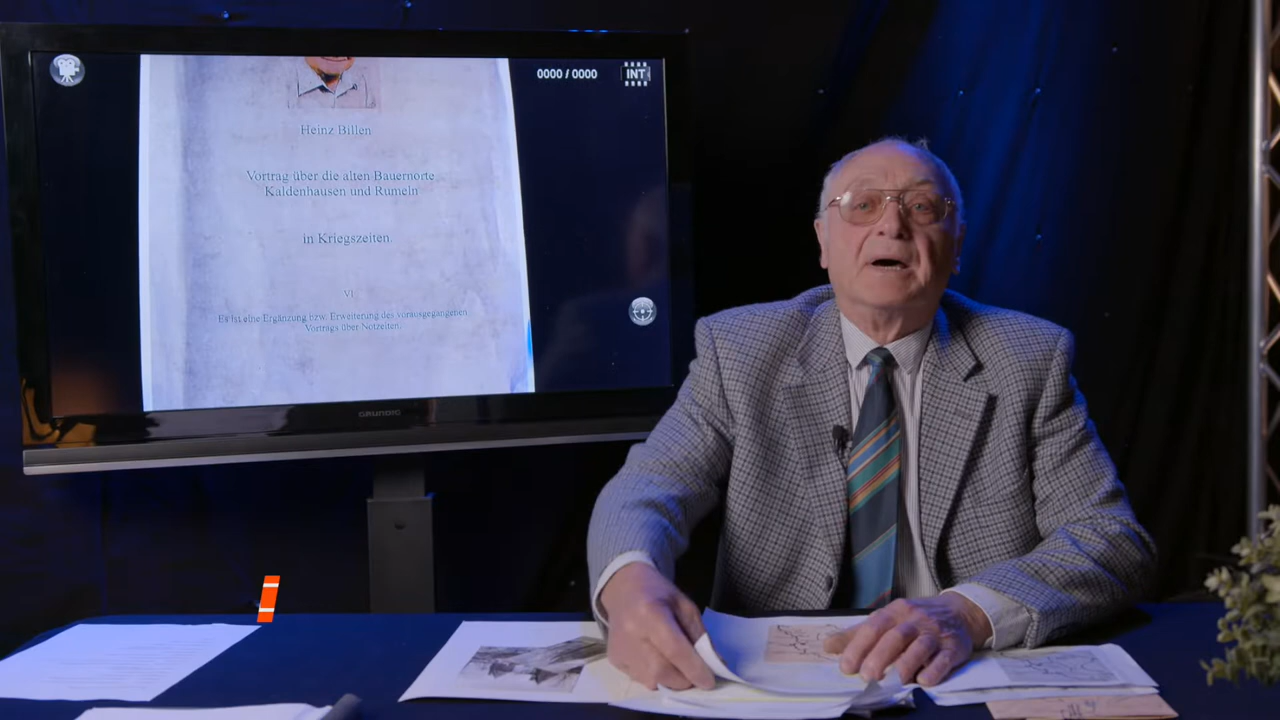 0000 / 0000
INT
Heinz Billen
Vortrag über die alten Bauernorte
Kaldenhausen und Rumeln
in Kriegszeiten.
VI
Es ist eine Ergänzung bzw. Erweiterung des vorausgegangenen
Vortrags über Notzeiten.
GRUNDIG